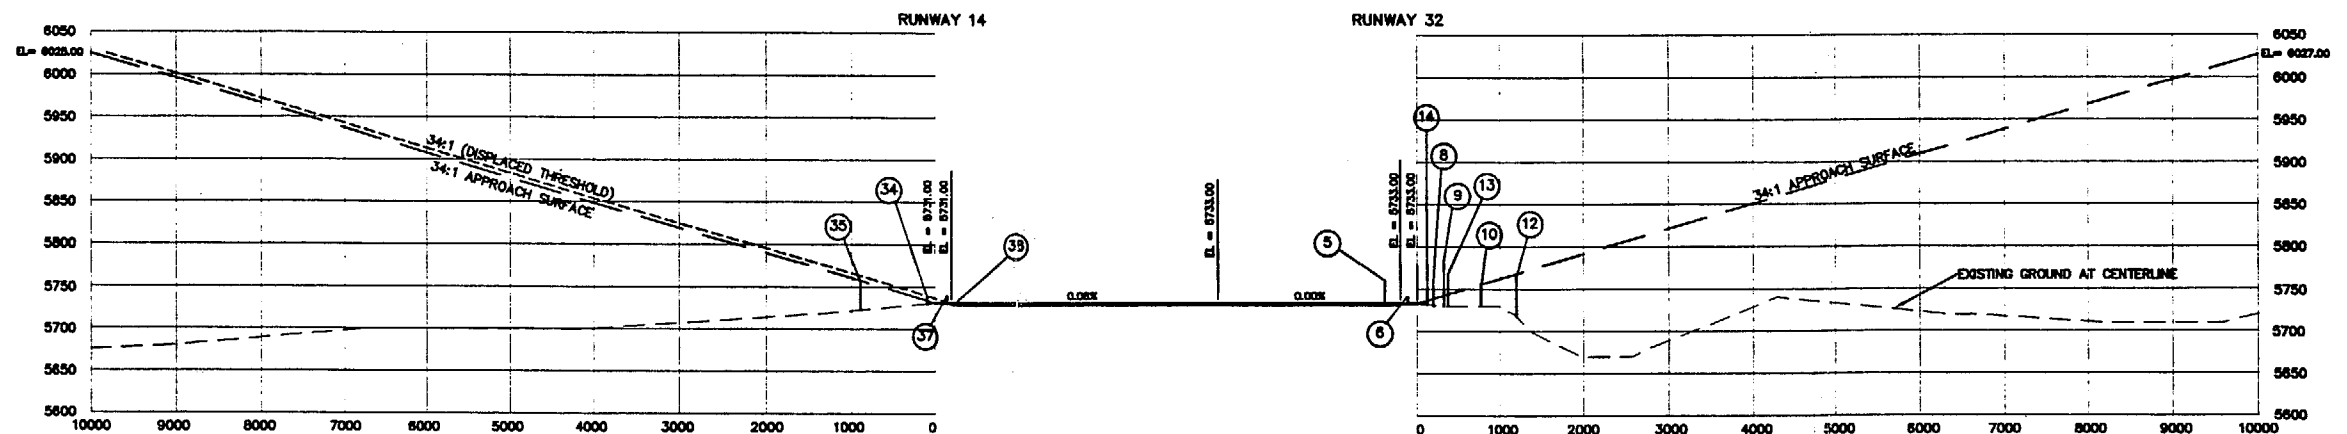 RUNWAY 14
RUNWAY 32
6050
EL= 6025.00
6000
5950
5900
5850
5800
5750
5700
5650
5600
10000 9000 8000 7000 6000 5000 4000 3000 2000 1000 0
34:1 (DISPLACED THRESHOLD)
34:1 APPROACH SURFACE
35
34
37
38
EL = 5731.00
EL = 5731.00
0.06%
EL = 5733.00
0.00%
5
6
EL = 5733.00
EL = 5733.00
14
8
9
13
10
12
34:1 APPROACH SURFACE
EXISTING GROUND AT CENTERLINE
6050
EL= 6027.00
6000
5950
5900
5850
5800
5750
5700
5650
5600
0 1000 2000 3000 4000 5000 6000 7000 8000 9000 10000